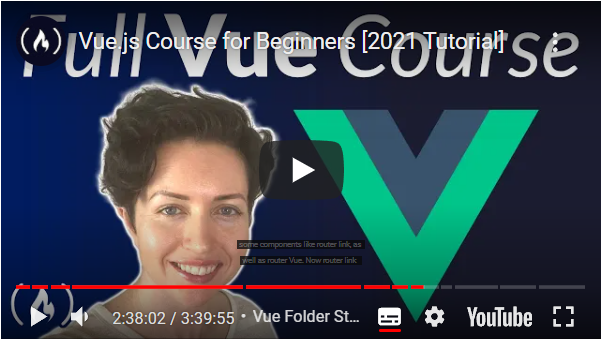 Vue.js Course for Beginners [2021 Tutorial]
Full Vue Course
some components like router link, as
well as router Vue. Now router link
2:38:02 / 3:39:55 • Vue Folder St...
YouTube